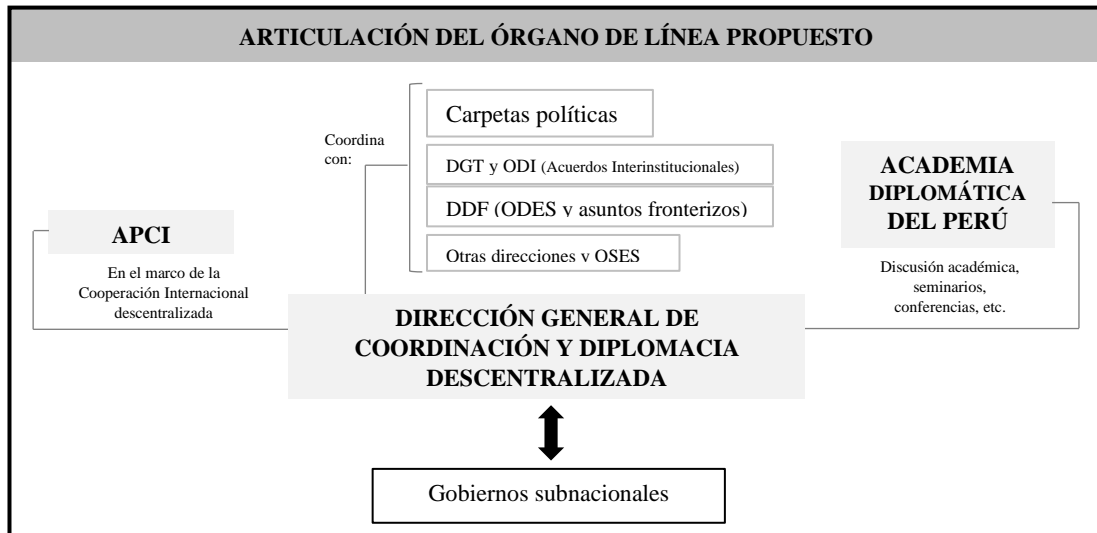 ARTICULACIÓN DEL ÓRGANO DE LÍNEA PROPUESTO
Coordina
con:
Carpetas políticas
DGT y ODI (Acuerdos Interinstitucionales)
DDF (ODES y asuntos fronterizos)
Otras direcciones y OSES
APCI
En el marco de la
Cooperación Internacional
descentralizada
ACADEMIA
DIPLOMÁTICA
DEL PERÚ
Discusión académica,
seminarios,
conferencias, etc.
DIRECCIÓN GENERAL DE
COORDINACIÓN Y DIPLOMACIA
DESCENTRALIZADA
Gobiernos subnacionales